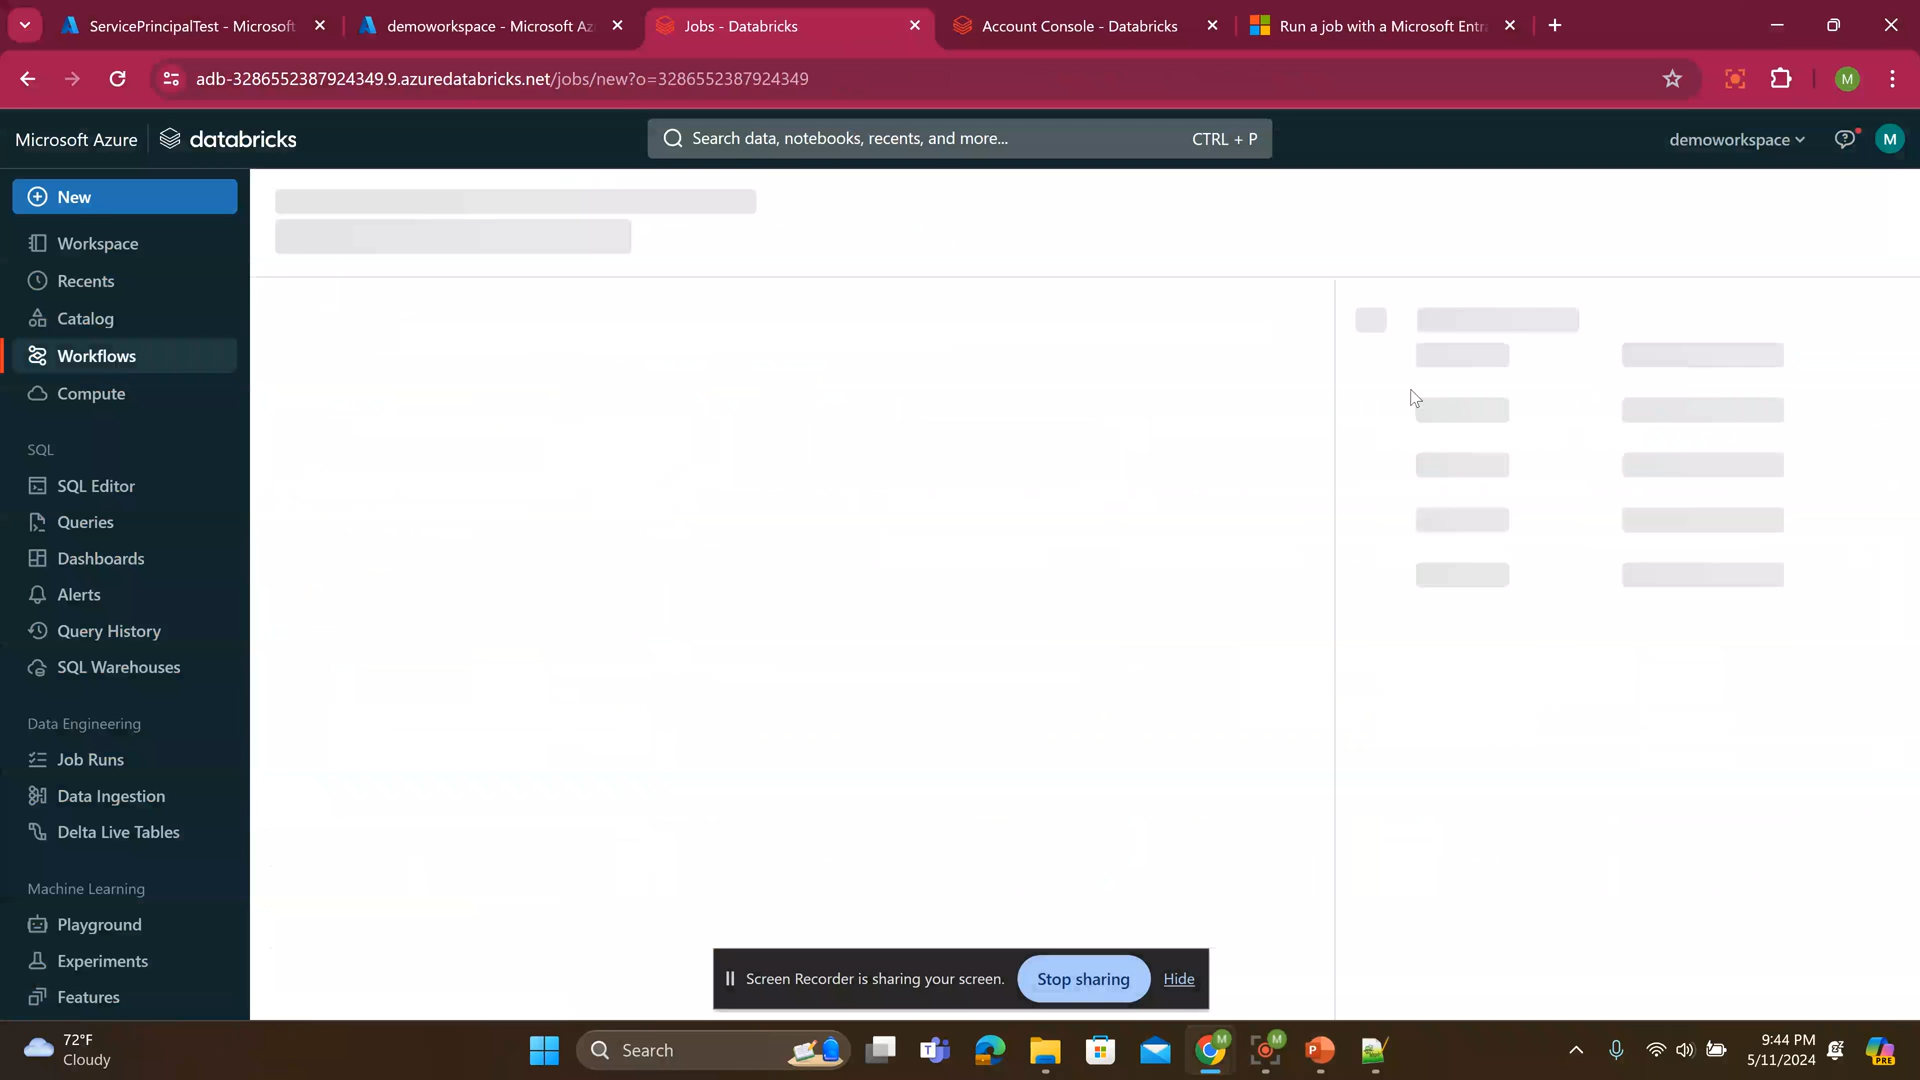 ServicePrincipalTest - Microsoft
demoworkspace - Microsoft Az
Jobs - Databricks
Account Console - Databricks
Run a job with a Microsoft Entr
adb-3286552387924349.9.azuredatabricks.net/jobs/new?o=3286552387924349
M
Microsoft Azure
databricks
Search data, notebooks, recents, and more...
CTRL + P
demoworkspace
M
New
Workspace
Recents
Catalog
Workflows
Compute
SQL
SQL Editor
Queries
Dashboards
Alerts
Query History
SQL Warehouses
Data Engineering
Job Runs
Data Ingestion
Delta Live Tables
Machine Learning
Playground
Experiments
Features
Screen Recorder is sharing your screen.
Stop sharing
Hide
72°F
Cloudy
Search
M
M
9:44 PM
5/11/2024
PRE